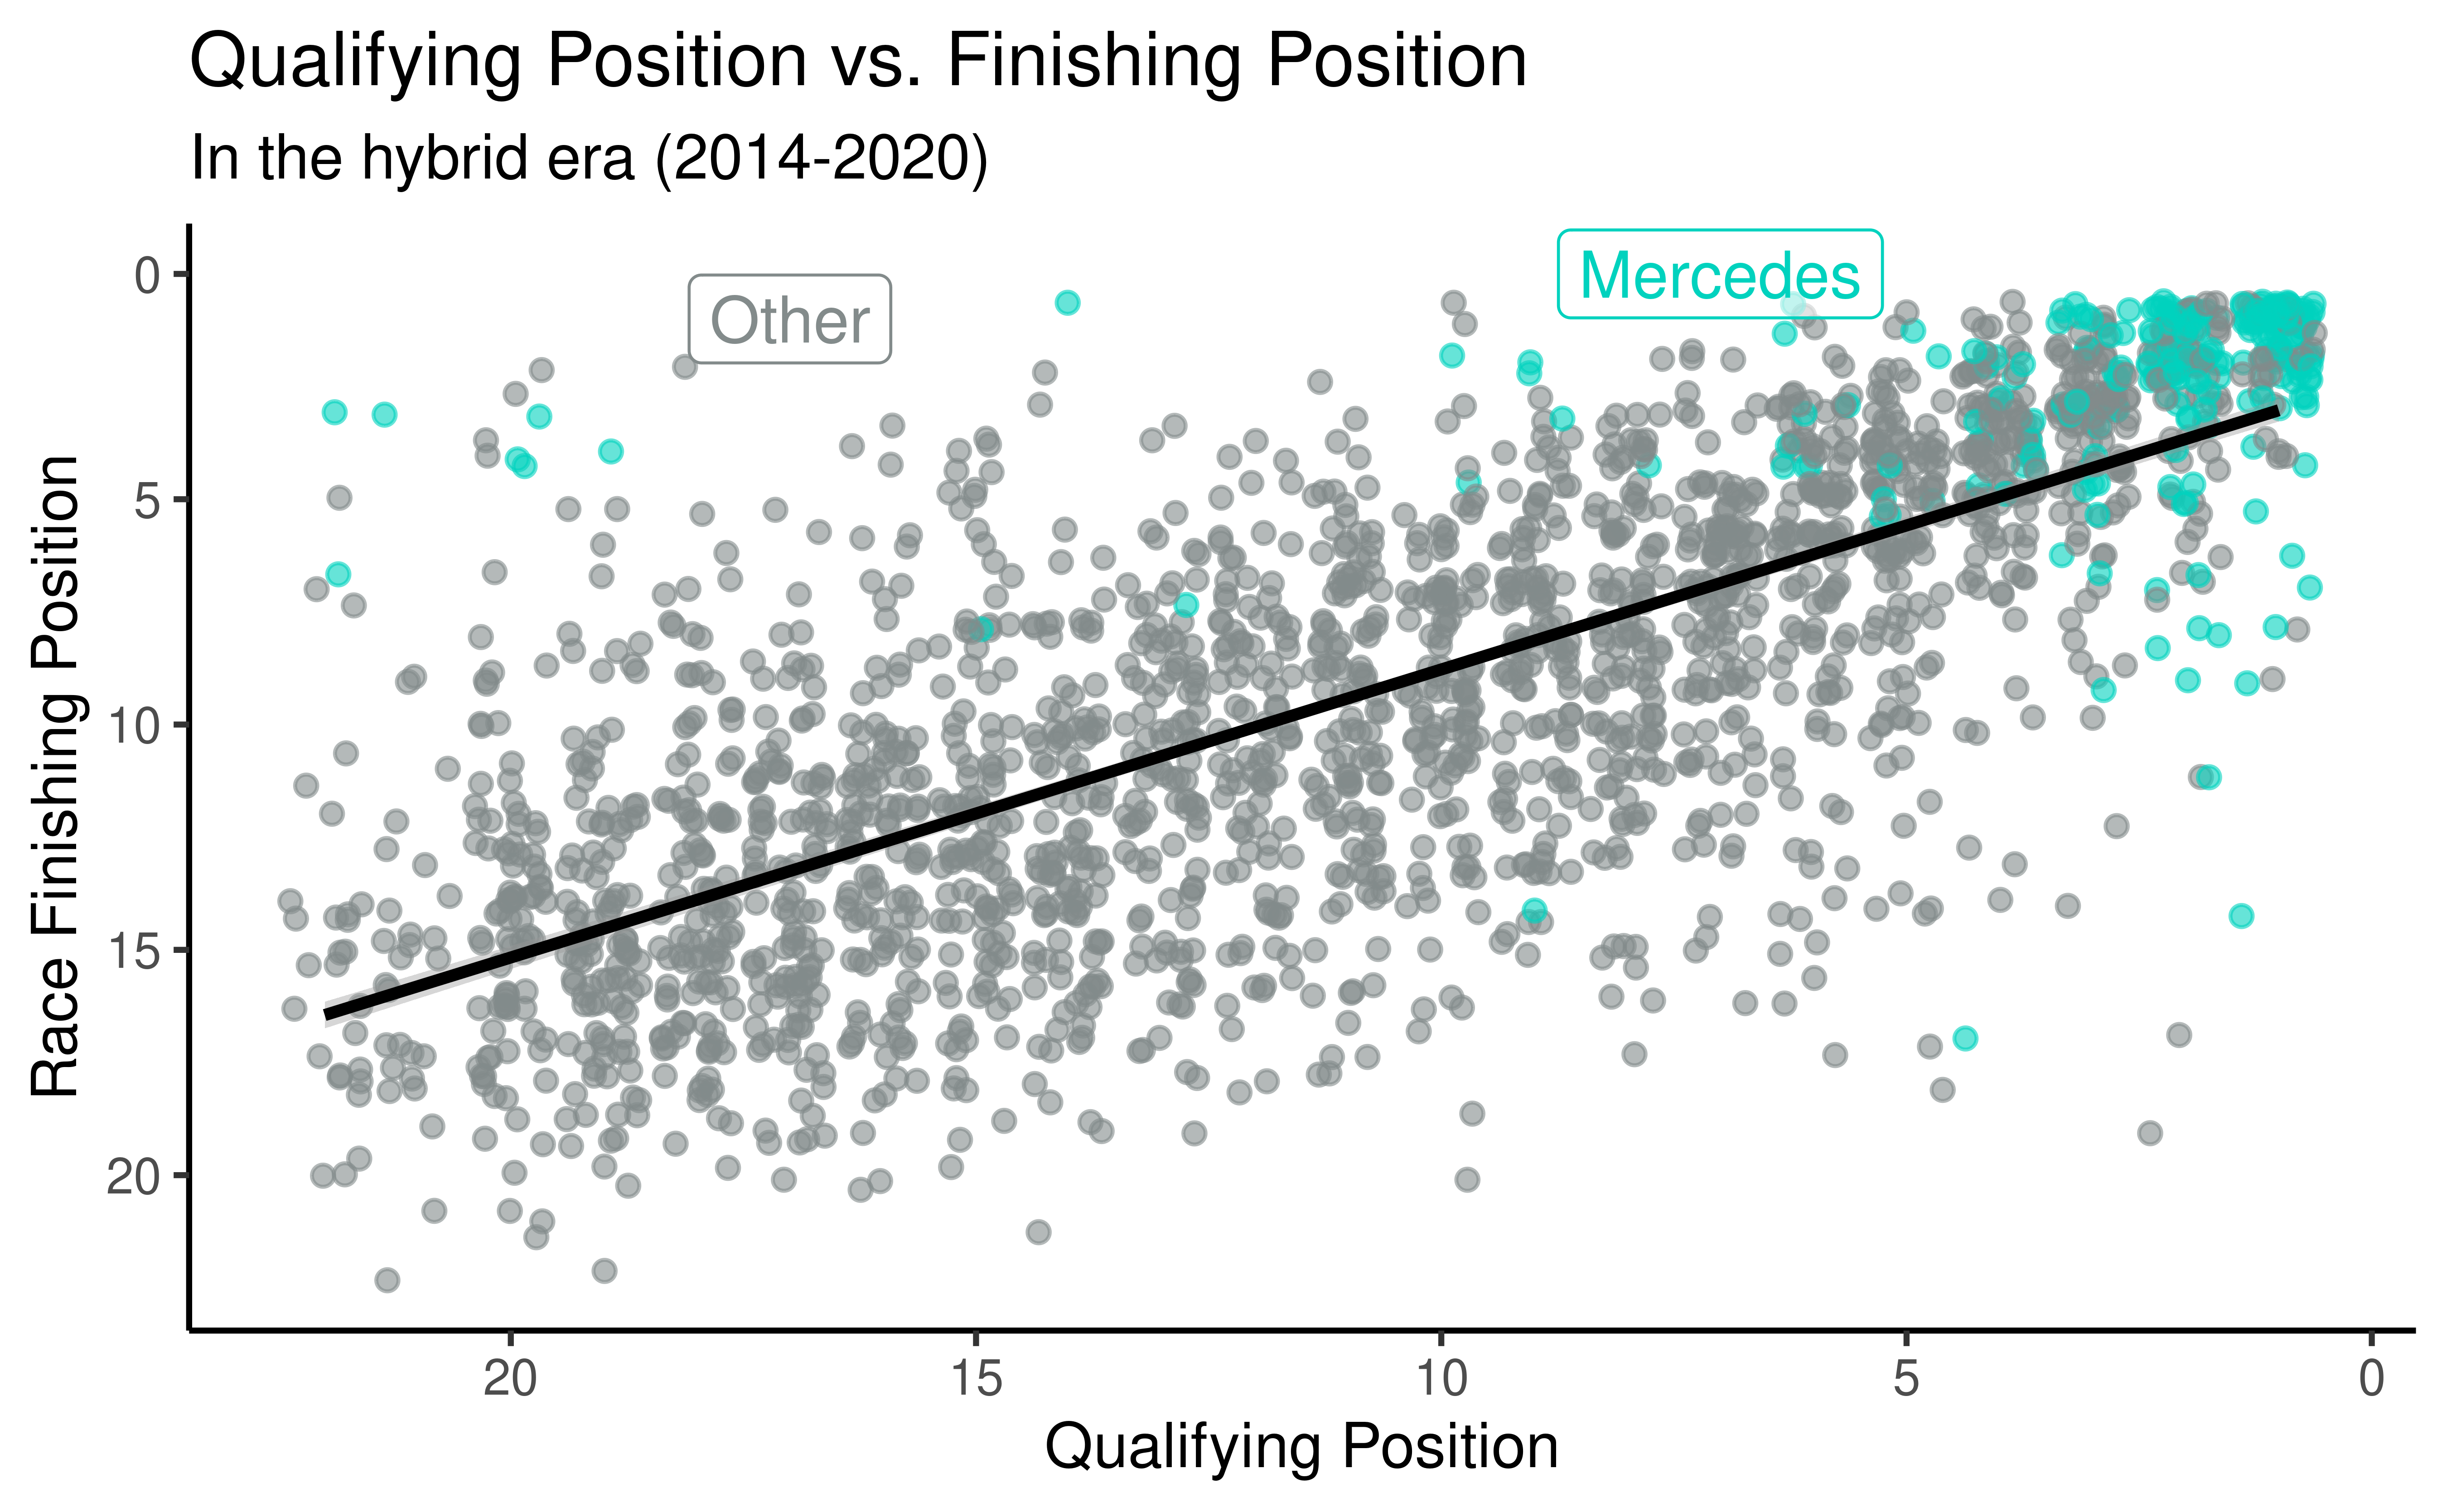 Qualifying Position vs. Finishing Position
In the hybrid era (2014-2020)
Race Finishing Position
0
5
10
15
20
Other
Mercedes
20
15
10
5
0
Qualifying Position